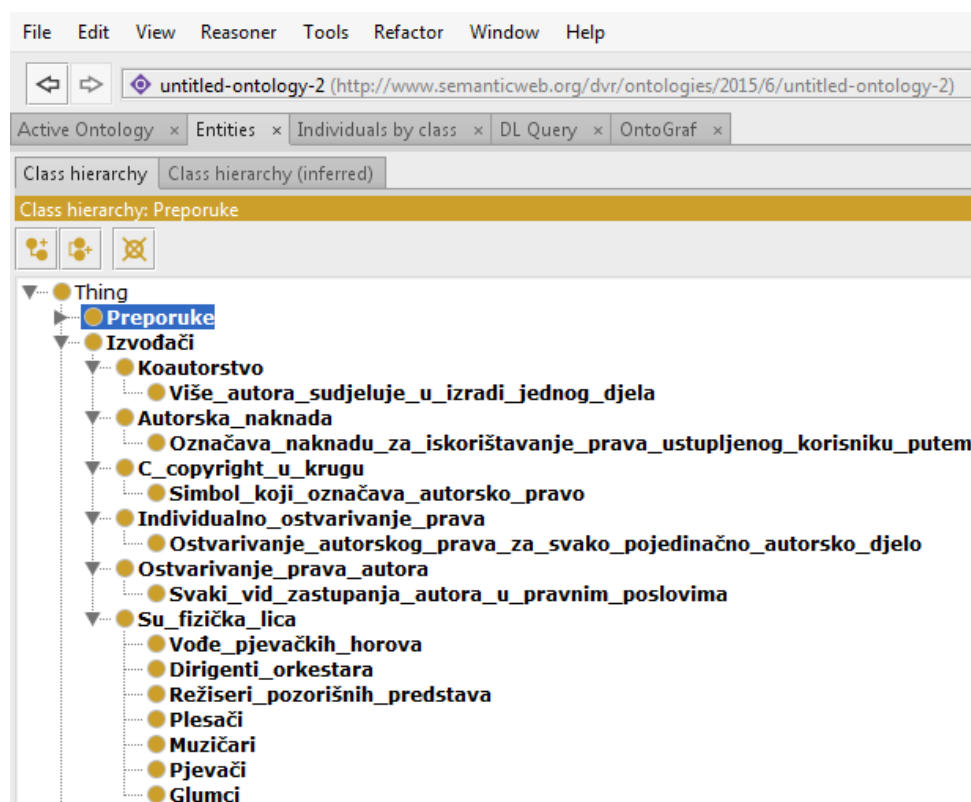 File Edit View Reasoner Tools Refactor Window Help
untitled-ontology-2 (http://www.semanticweb.org/dvr/ontologies/2015/6/untitled-ontology-2)
Active Ontology × Entities × Individuals by class × DL Query × OntoGraf ×
Class hierarchy Class hierarchy (inferred)
Class hierarchy: Preporuke
Thing
Preporuke
Izvođači
Koautorstvo
Više_autora_sudjeluje_u_izradi_jednog_djela
Autorska_naknada
Označava_naknadu_za_iskorištavanje_prava_ustupljenog_korisniku_putem
C_copyright_u_krugu
Simbol_koji_označava_autorsko_pravo
Individualno_ostvarivanje_prava
Ostvarivanje_autorskog_prava_za_svako_pojedinačno_autorsko_djelo
Ostvarivanje_prava_autora
Svaki_vid_zastupanja_autora_u_pravnim_poslovima
Su_fizička_lica
Vođe_pjevačkih_horova
Dirigenti_orkestara
Režiseri_pozorišnih_predstava
Plesači
Muzičari
Pjevači
Glumci